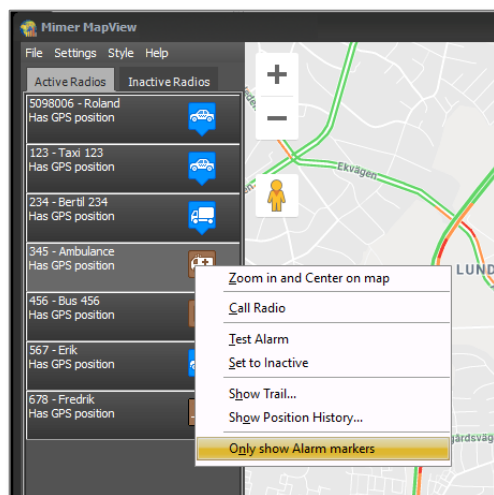 Mimer MapView
File Settings Style Help
Active Radios Inactive Radios
5098006 - Roland
Has GPS position
123 - Taxi 123
Has GPS position
234 - Bertil 234
Has GPS position
345 - Ambulance
Has GPS position
456 - Bus 456
Has GPS position
567 - Erik
Has GPS position
678 - Fredrik
Has GPS position
Zoom in and Center on map
Call Radio
Test Alarm
Set to Inactive
Show Trail...
Show Position History...
Only show Alarm markers
Ekvägen
LUND